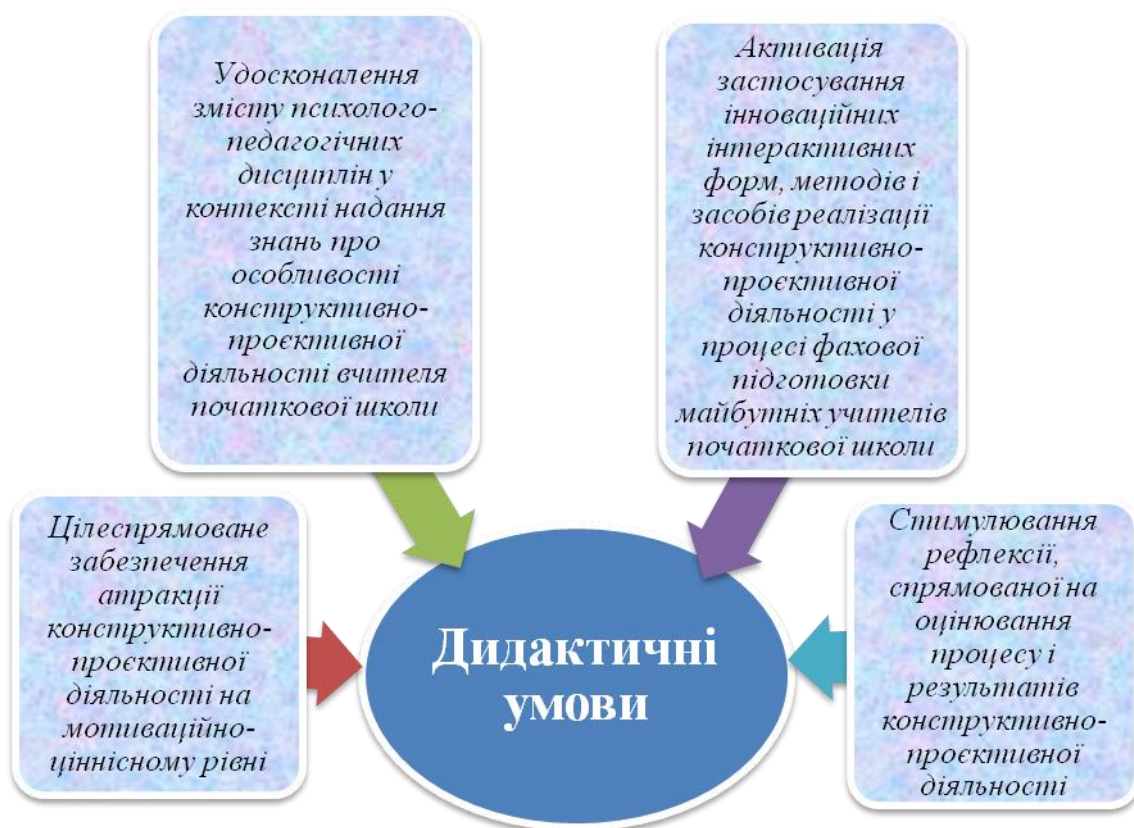 Удосконалення
змісту психолого-
педагогічних
дисциплін у
контексті надання
знань про
особливості
конструктивно-
проєктивної
діяльності вчителя
початкової школи
Активація
застосування
інноваційних
інтерактивних
форм, методів і
засобів реалізації
конструктивно-
проєктивної
діяльності у
процесі фахової
підготовки
майбутніх учителів
початкової школи
Цілеспрямоване
забезпечення
атракції
конструктивно-
проєктивної
діяльності на
мотиваційно-
ціннісному рівні
Дидактичні
умови
Стимулювання
рефлексії,
спрямованої на
оцінювання
процесу і
результатів
конструктивно-
проєктивної
діяльності